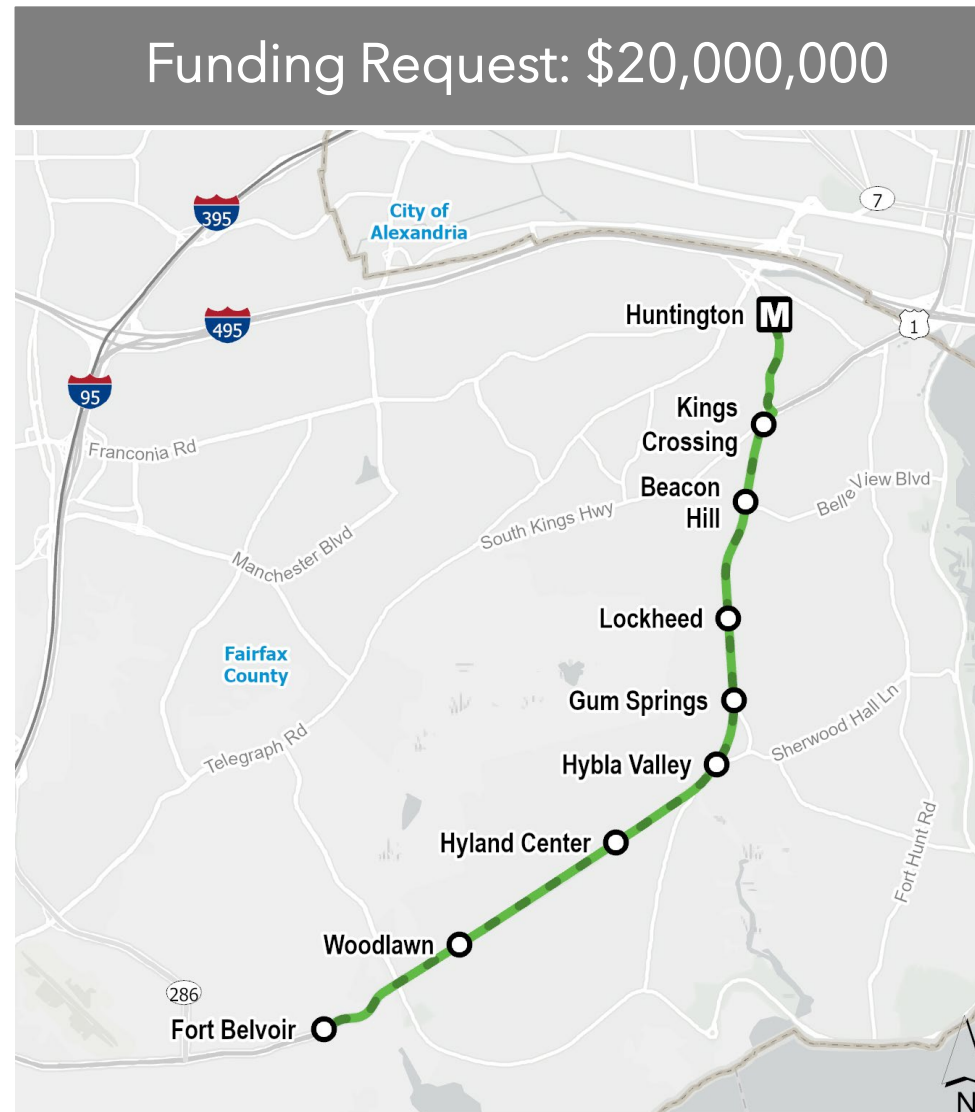 Funding Request: $20,000,000
395
City of
Alexandria
7
495
Huntington
M
1
95
Kings
Crossing
Franconia Rd
Beacon
Hill
Belle View Blvd
South Kings Hwy
Manchester Blvd
Lockheed
Fairfax
County
Gum Springs
Sherwood Hall Ln
Telegraph Rd
Hybla Valley
Hyland Center
Fort Hunt Rd
Woodlawn
286
Fort Belvoir
N